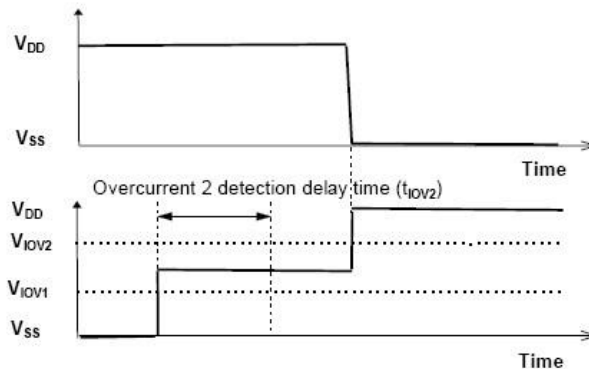 VDD
VSS
Time
Overcurrent 2 detection delay time (tIOV2)
VDD
VIOV2
VIOV1
VSS
Time